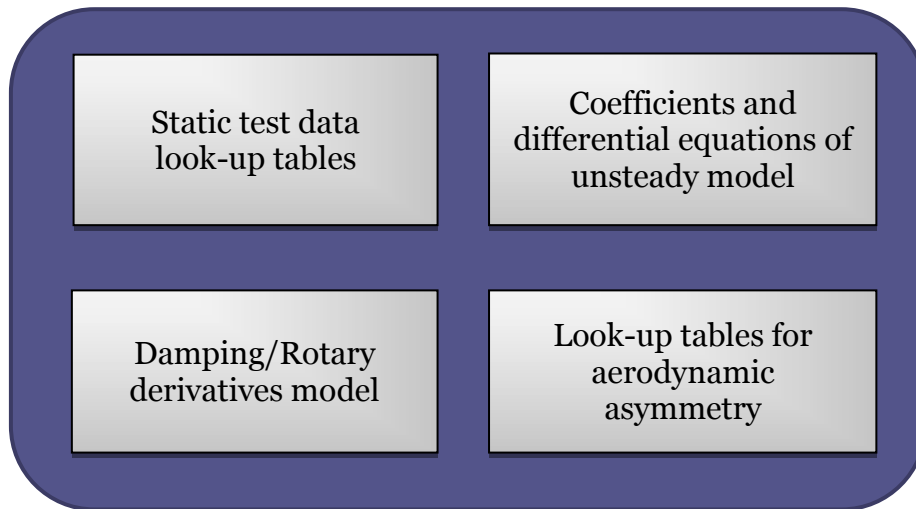 Static test data
look-up tables
Coefficients and
differential equations of
unsteady model
Damping/Rotary
derivatives model
Look-up tables for
aerodynamic
asymmetry